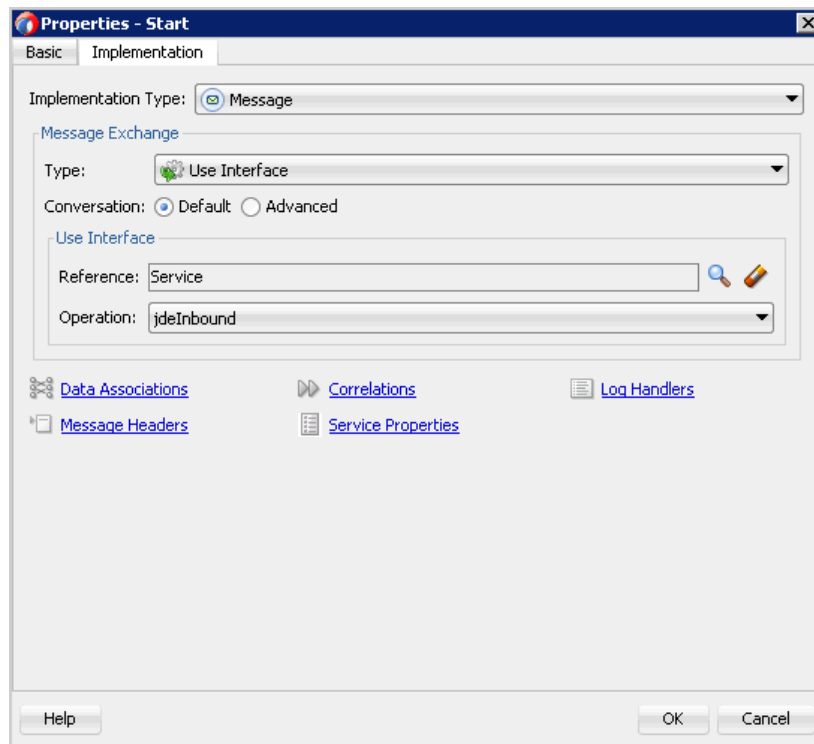 Properties - Start
Basic Implementation
Implementation Type: Message
Message Exchange
Type: Use Interface
Conversation: Default Advanced
Use Interface
Reference: Service
Operation: jdeInbound
Data Associations Correlations Log Handlers
Message Headers Service Properties
Help OK Cancel